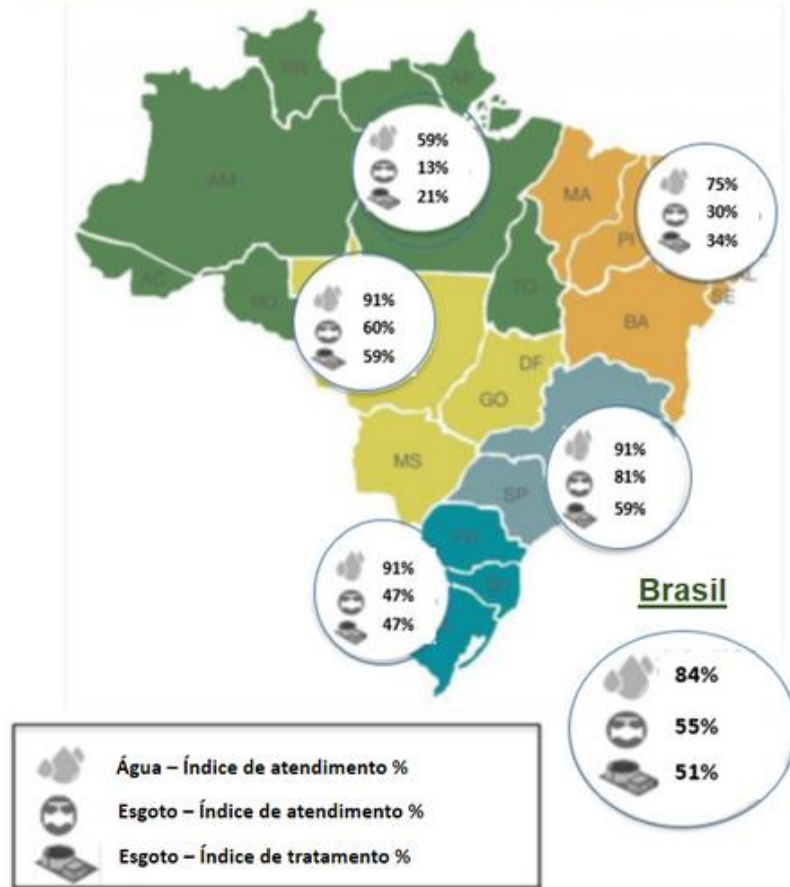 RR
AP
59%
13%
21%
AM
MA
75%
30%
34%
PI
AC
RO
TO
AL
SE
91%
60%
59%
BA
DF
GO
91%
81%
59%
MS
SP
PR
91%
47%
47%
SC
Brasil
84%
55%
51%
Água – Índice de atendimento %
Esgoto – Índice de atendimento %
Esgoto – Índice de tratamento %